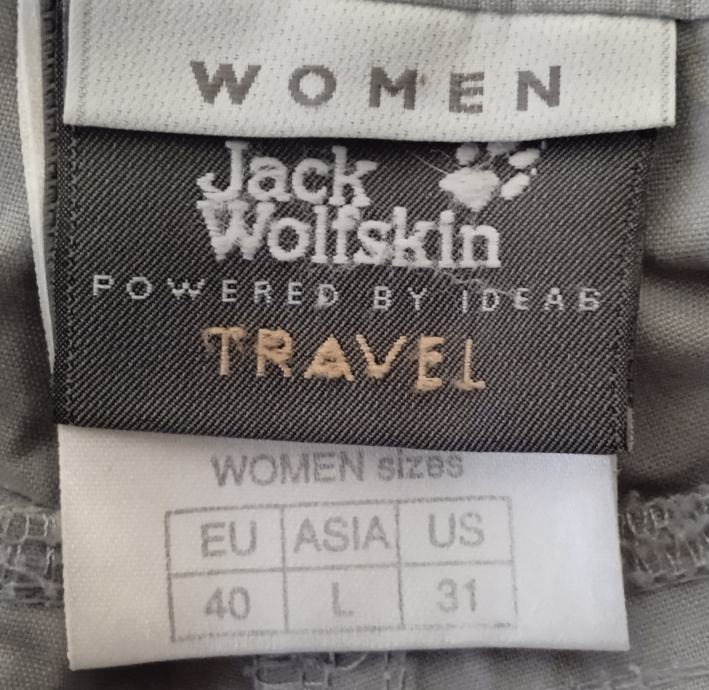 WOMEN
Jack
Wolfskin
POWERED BY IDEAS
TRAVEL
WOMEN sizes
EU ASIA US
40 L 31